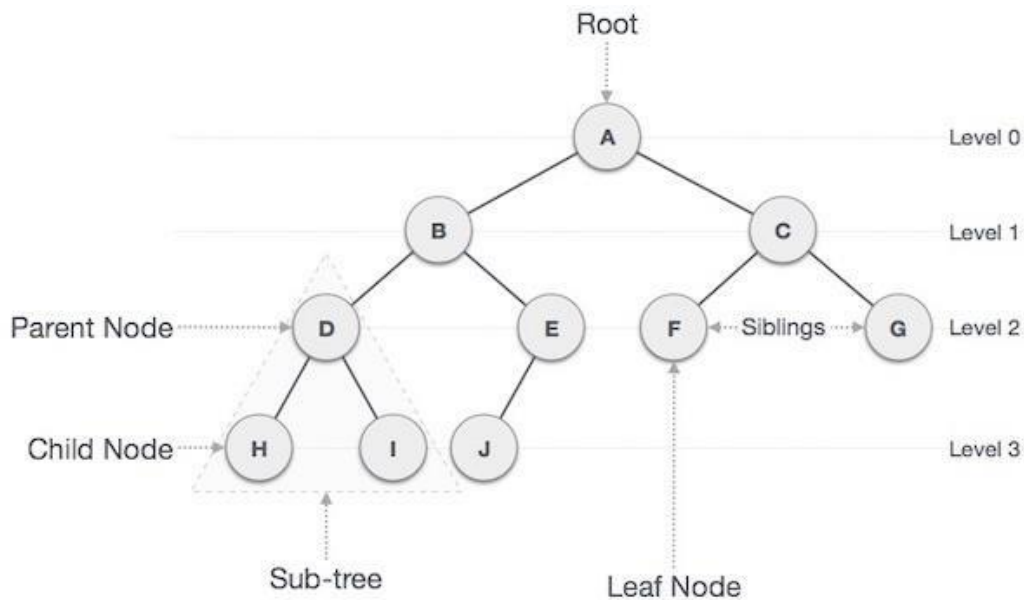 Root
A
Level 0
B
C
Level 1
Parent Node
D
E
F
Siblings
G
Level 2
Child Node
H
I
J
Level 3
Sub-tree
Leaf Node